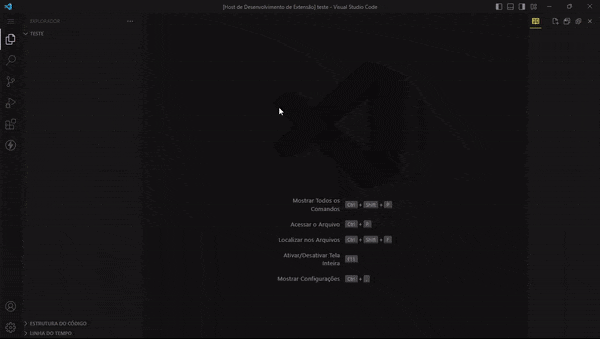 [Host de Desenvolvimento de Extensão] teste - Visual Studio Code
EXPLORADOR
TESTE
Mostrar Todos os
Comandos
Ctrl + Shift + P
Acessar o Arquivo
Ctrl +
Localizar nos Arquivos
Ctrl + Shift + F
Ativar/Desativar Tela
Inteira
F11
Mostrar Configurações
Ctrl +
ESTRUTURA DO CÓDIGO
LINHA DO TEMPO